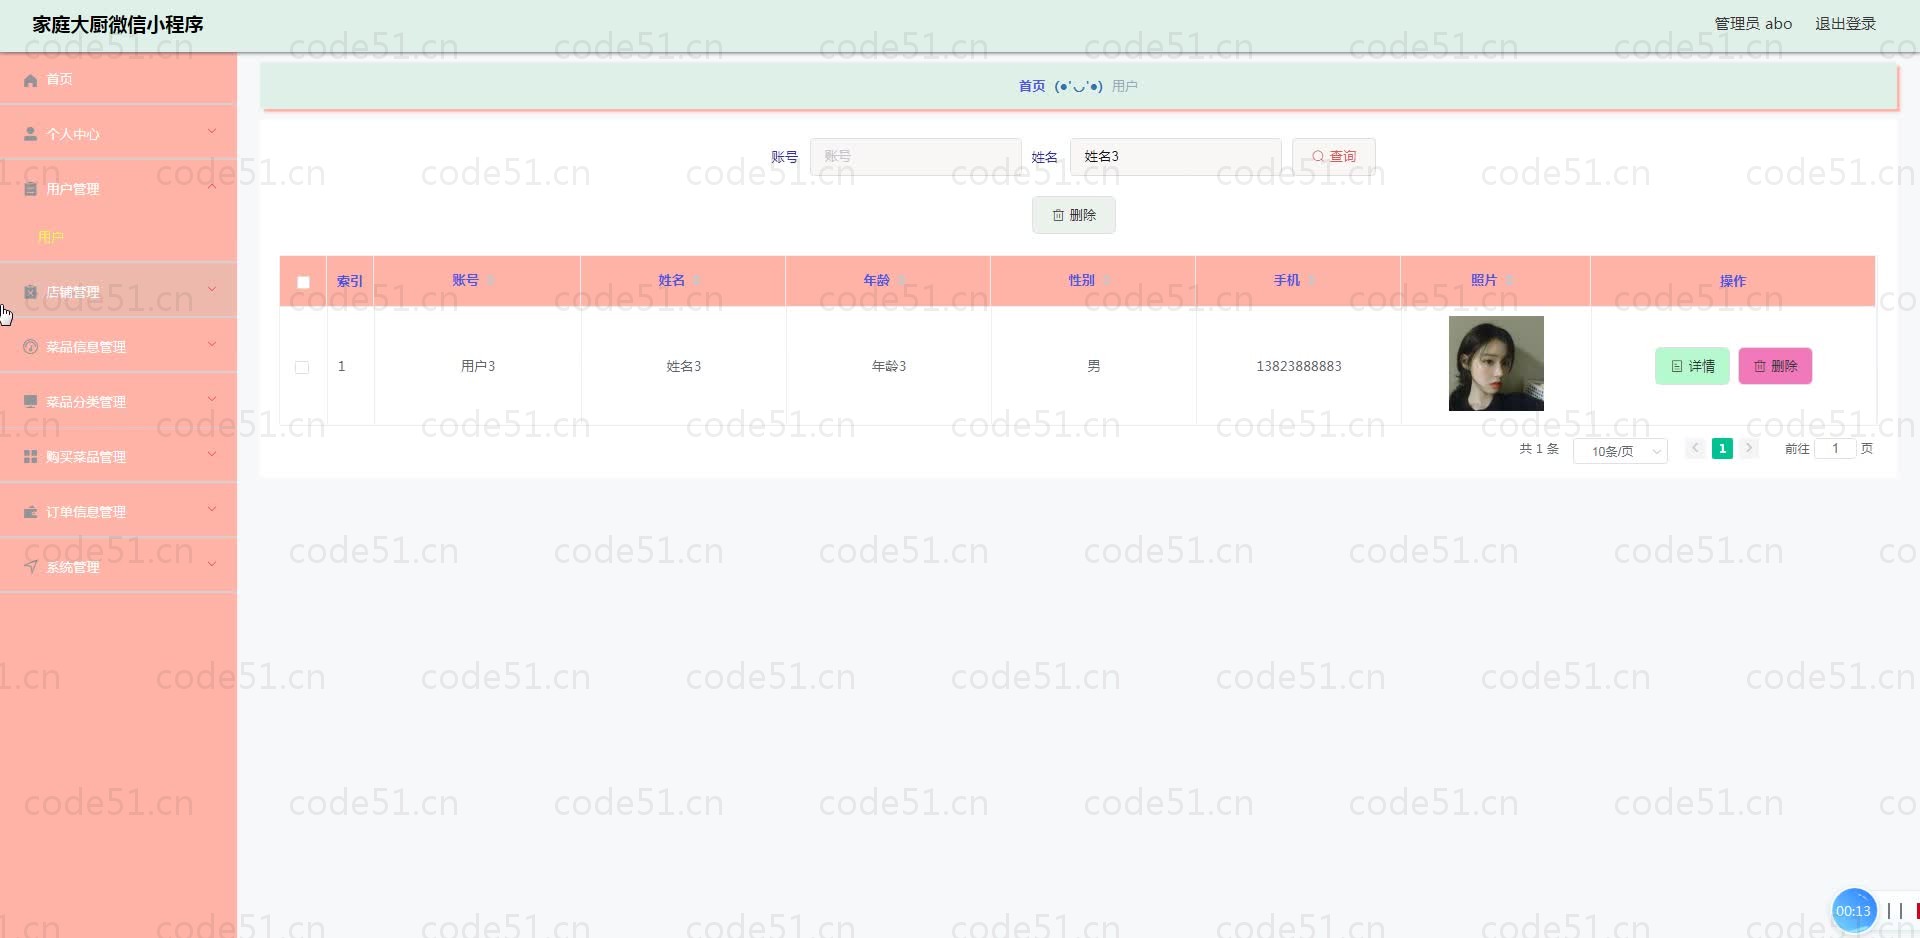 家庭大厨微信小程序
管理员 abo 退出登录
首页
个人中心
用户管理
用户
店铺管理
菜品信息管理
菜品分类管理
购买菜品管理
订单信息管理
系统管理
首页 (●'◡'●) 用户
账号 账号 姓名 姓名3 查询
删除
索引 账号 姓名 年龄 性别 手机 照片 操作
1 用户3 姓名3 年龄3 男 13823888883 详情 删除
共 1 条 10条/页 1 前往 1 页
code51.cn
00:13